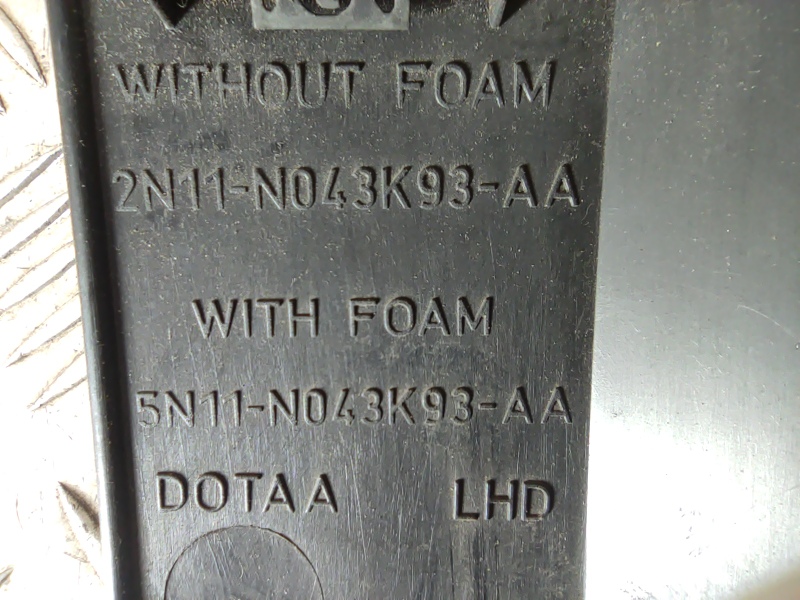 WITHOUT FOAM
2N11-N043K93-AA
WITH FOAM
5N11-N043K93-AA
DOTAA LHD